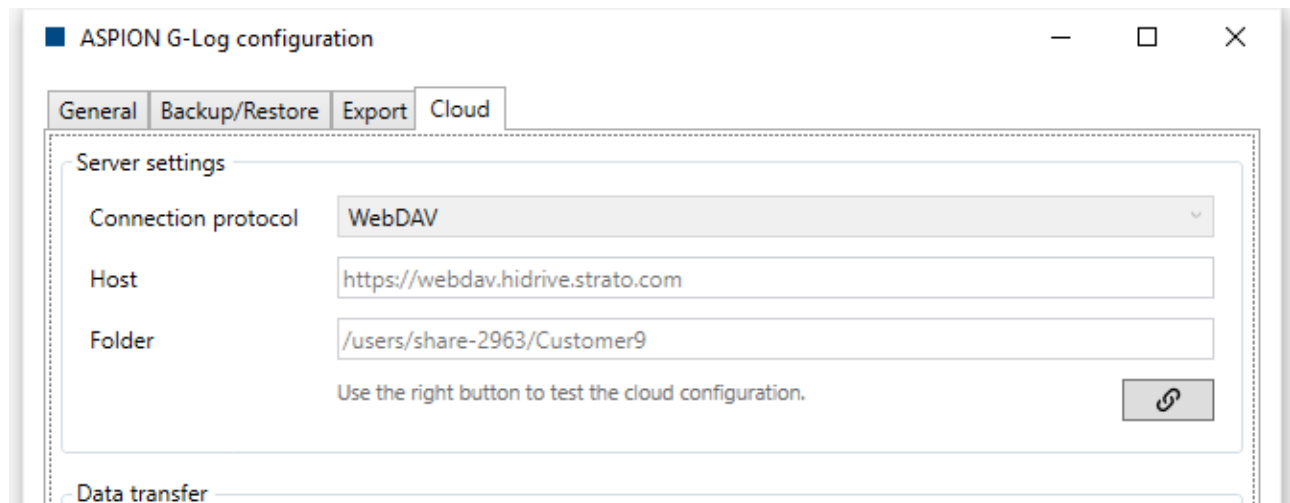 ASPION G-Log configuration
General Backup/Restore Export Cloud
Server settings
Connection protocol WebDAV
Host https://webdav.hidrive.strato.com
Folder /users/share-2963/Customer9
Use the right button to test the cloud configuration.
Data transfer